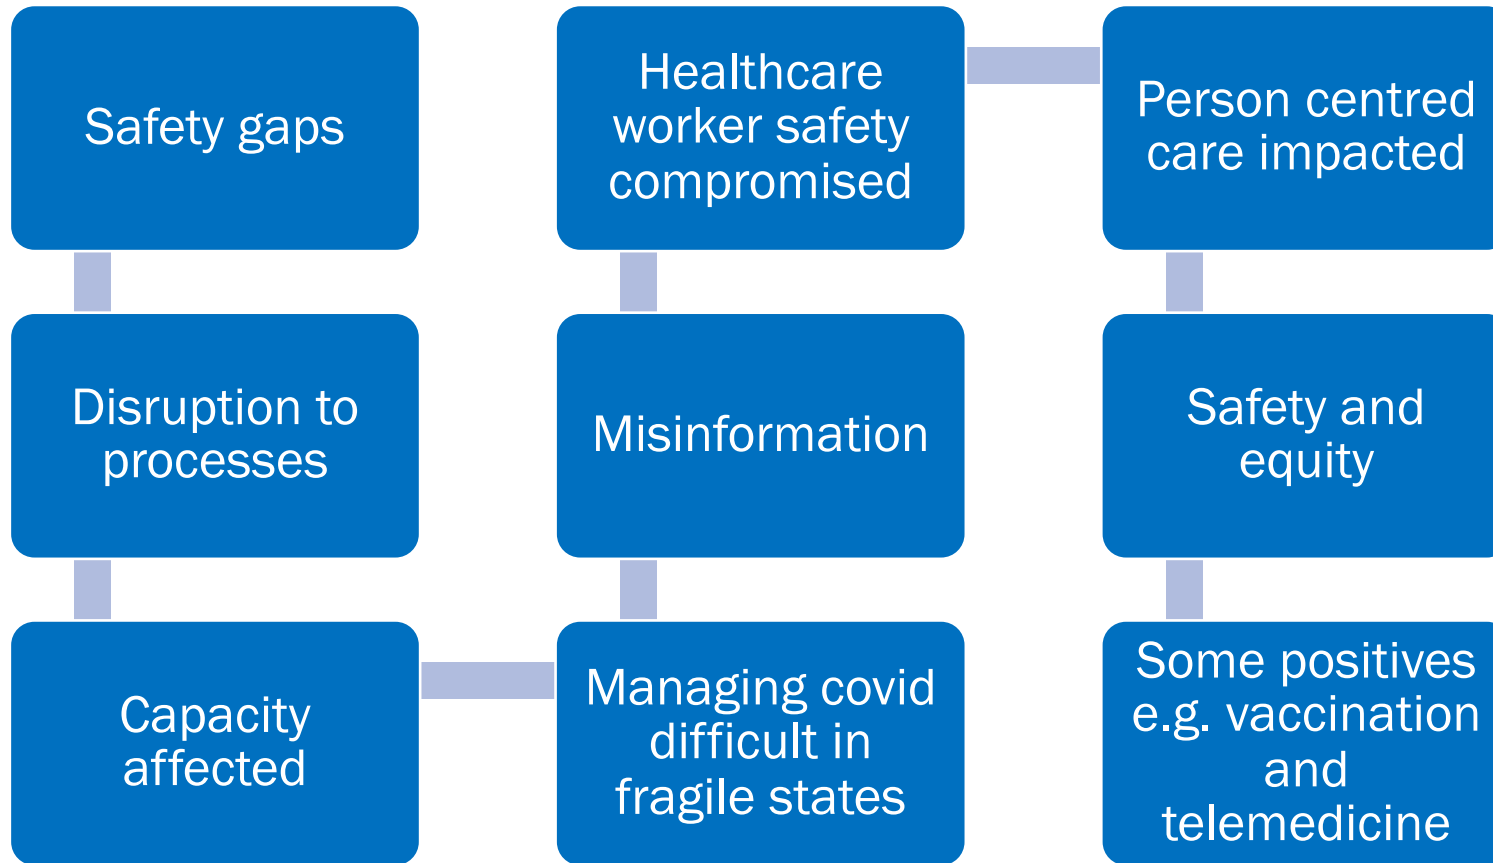 Safety gaps
Disruption to
processes
Capacity
affected
Managing covid
difficult in
fragile states
Misinformation
Healthcare
worker safety
compromised
Person centred
care impacted
Safety and
equity
Some positives
e.g. vaccination
and
telemedicine